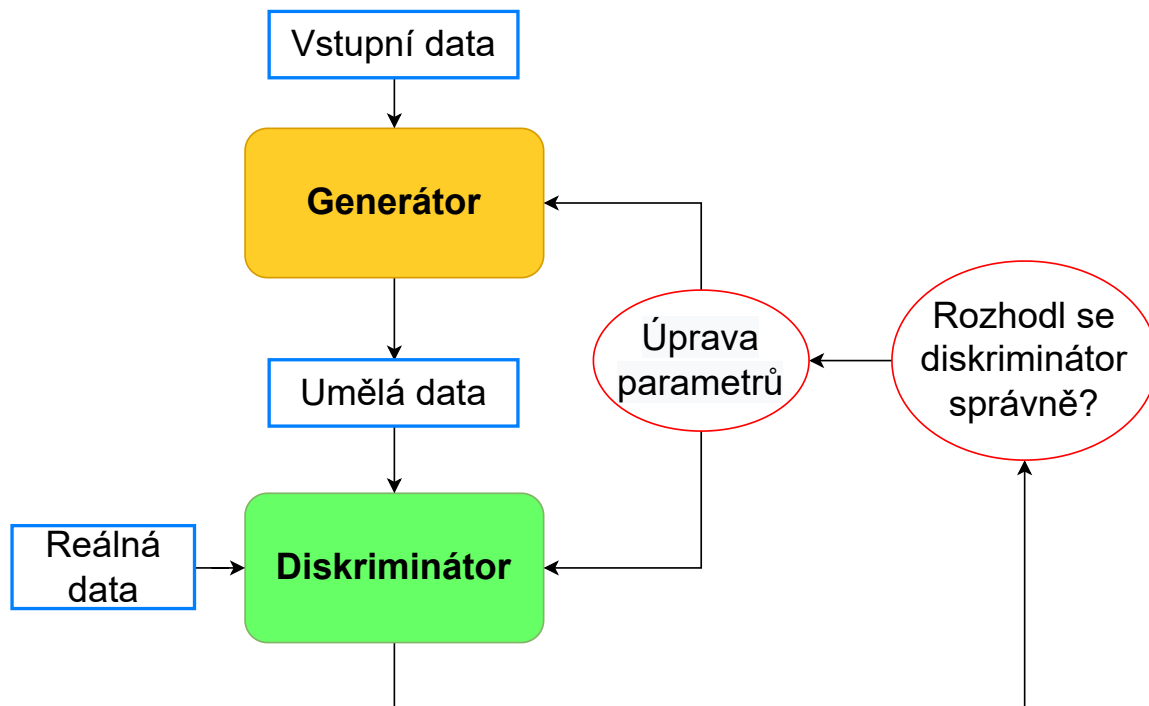 Vstupní data
Generátor
Úprava
parametrů
Rozhodl se
diskriminátor
správně?
Umělá data
Reálná
data
Diskriminátor